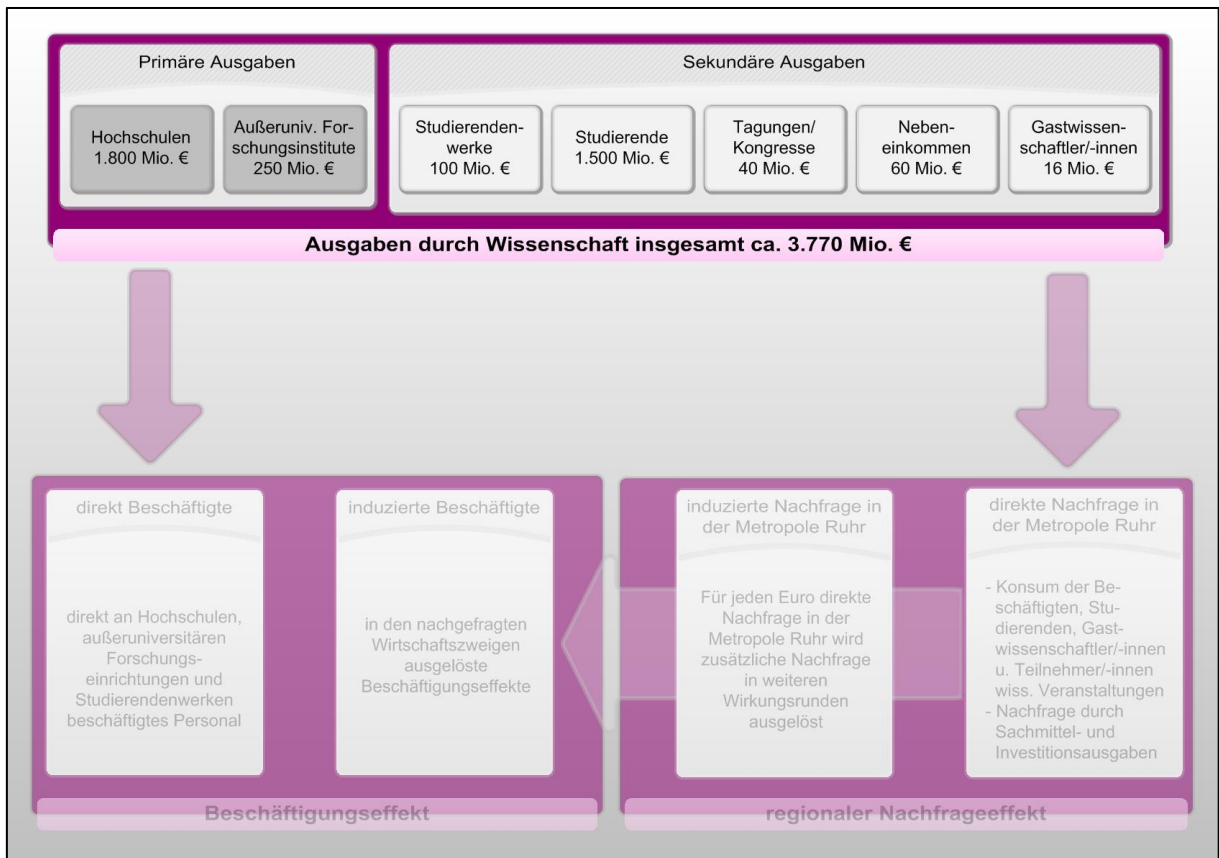 Primäre Ausgaben
Sekundäre Ausgaben
Hochschulen
1.800 Mio. €
Außeruniv. For-
schungsinstitute
250 Mio. €
Studierenden-
werke
100 Mio. €
Studierende
1.500 Mio. €
Tagungen/
Kongresse
40 Mio. €
Neben-
einkommen
60 Mio. €
Gastwissen-
schaftler/-innen
16 Mio. €
Ausgaben durch Wissenschaft insgesamt ca. 3.770 Mio. €
direkt Beschäftigte
direkt an Hochschulen,
außeruniversitären
Forschungs-
einrichtungen und
Studierendenwerken
beschäftigtes Personal
induzierte Beschäftigte
in den nachgefragten
Wirtschaftszweigen
ausgelöste
Beschäftigungseffekte
induzierte Nachfrage in
der Metropole Ruhr
Für jeden Euro direkte
Nachfrage in der
Metropole Ruhr wird
zusätzliche Nachfrage
in weiteren
Wirkungsrunden
ausgelöst
direkte Nachfrage in
der Metropole Ruhr
- Konsum der Be-
schäftigten, Stu-
dierenden, Gast-
wissenschaftler/-innen
u. Teilnehmer/-innen
wiss. Veranstaltungen
- Nachfrage durch
Sachmittel- und
Investitionsausgaben
Beschäftigungseffekt
regionaler Nachfrageeffekt